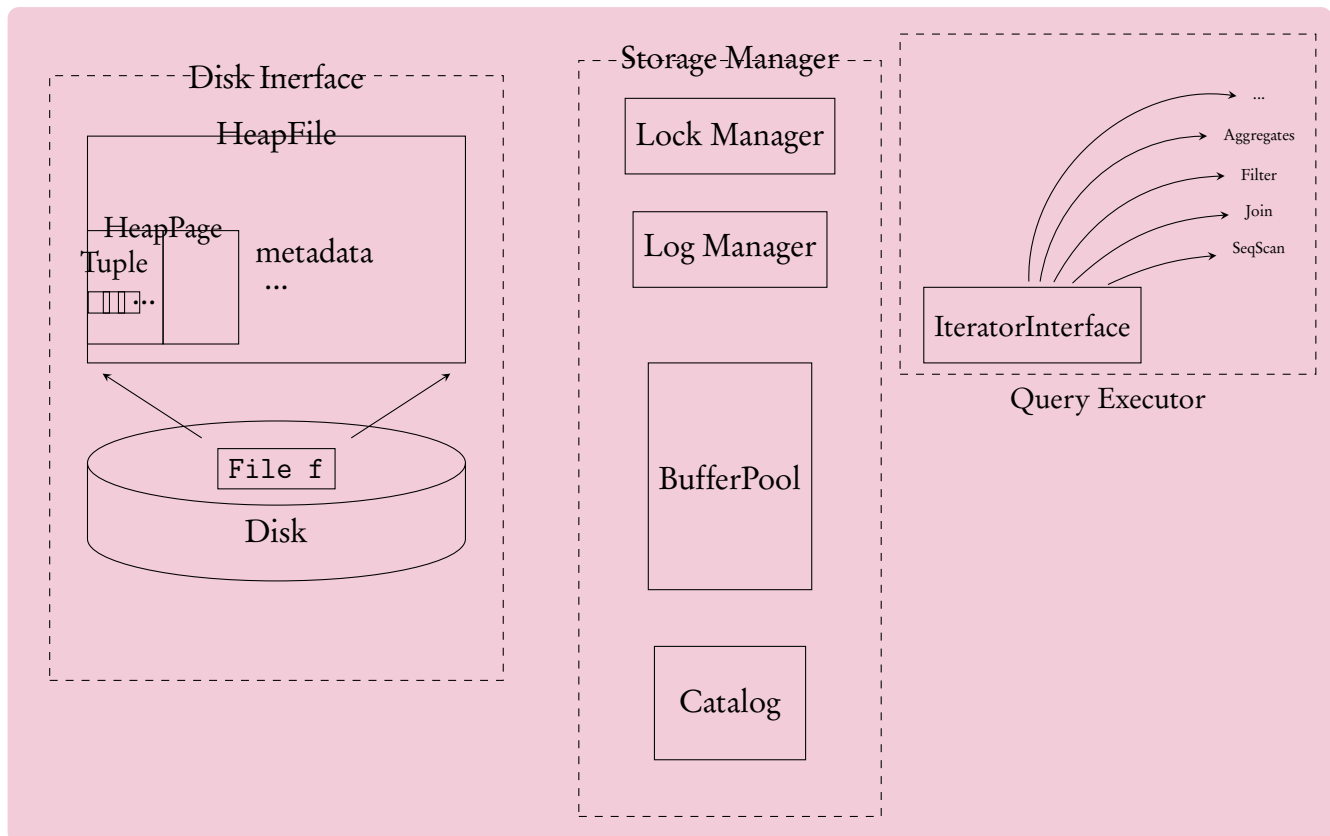 Disk Inerface
HeapFile
HeapPage
Tuple
...
metadata
...
File f
Disk
Storage Manager
Lock Manager
Log Manager
BufferPool
Catalog
...
Aggregates
Filter
Join
SeqScan
IteratorInterface
Query Executor